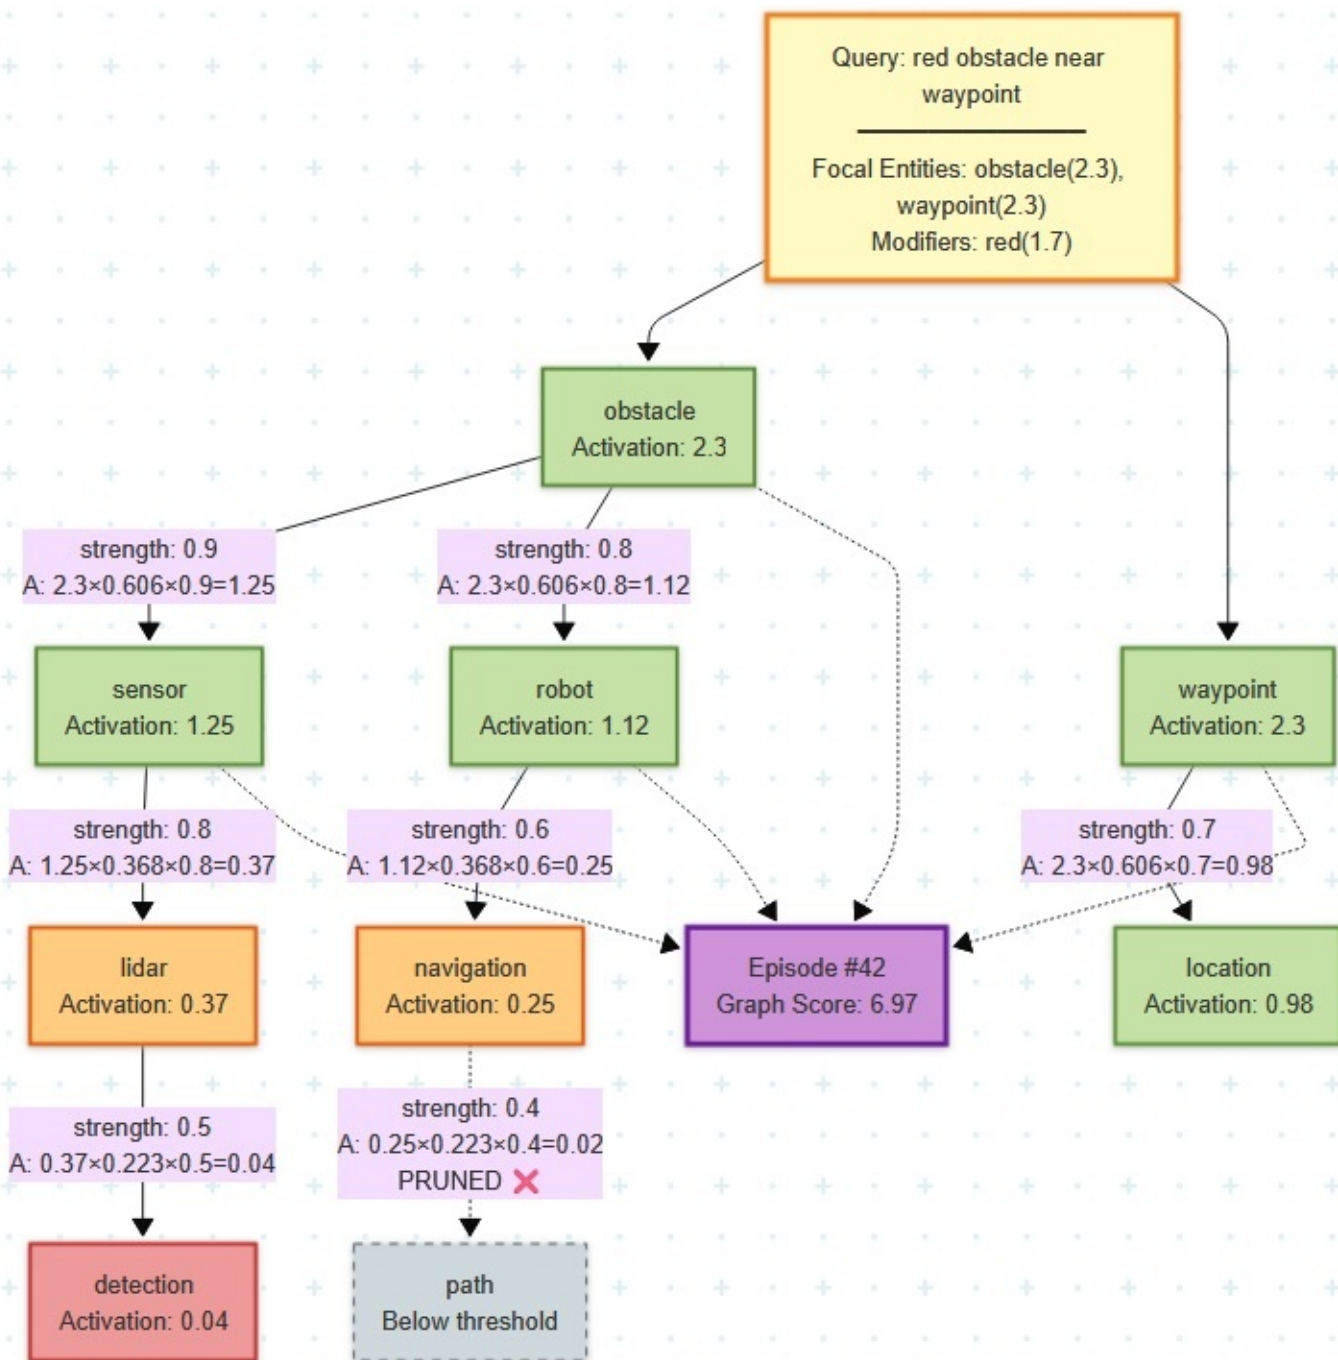 Query: red obstacle near
waypoint
Focal Entities: obstacle(2.3),
waypoint(2.3)
Modifiers: red(1.7)
obstacle
Activation: 2.3
strength: 0.9
A: 2.3×0.606×0.9=1.25
strength: 0.8
A: 2.3×0.606×0.8=1.12
sensor
Activation: 1.25
robot
Activation: 1.12
waypoint
Activation: 2.3
strength: 0.8
A: 1.25×0.368×0.8=0.37
strength: 0.6
A: 1.12×0.368×0.6=0.25
strength: 0.7
A: 2.3×0.606×0.7=0.98
lidar
Activation: 0.37
navigation
Activation: 0.25
Episode #42
Graph Score: 6.97
location
Activation: 0.98
strength: 0.5
A: 0.37×0.223×0.5=0.04
strength: 0.4
A: 0.25×0.223×0.4=0.02
PRUNED ❌
detection
Activation: 0.04
path
Below threshold